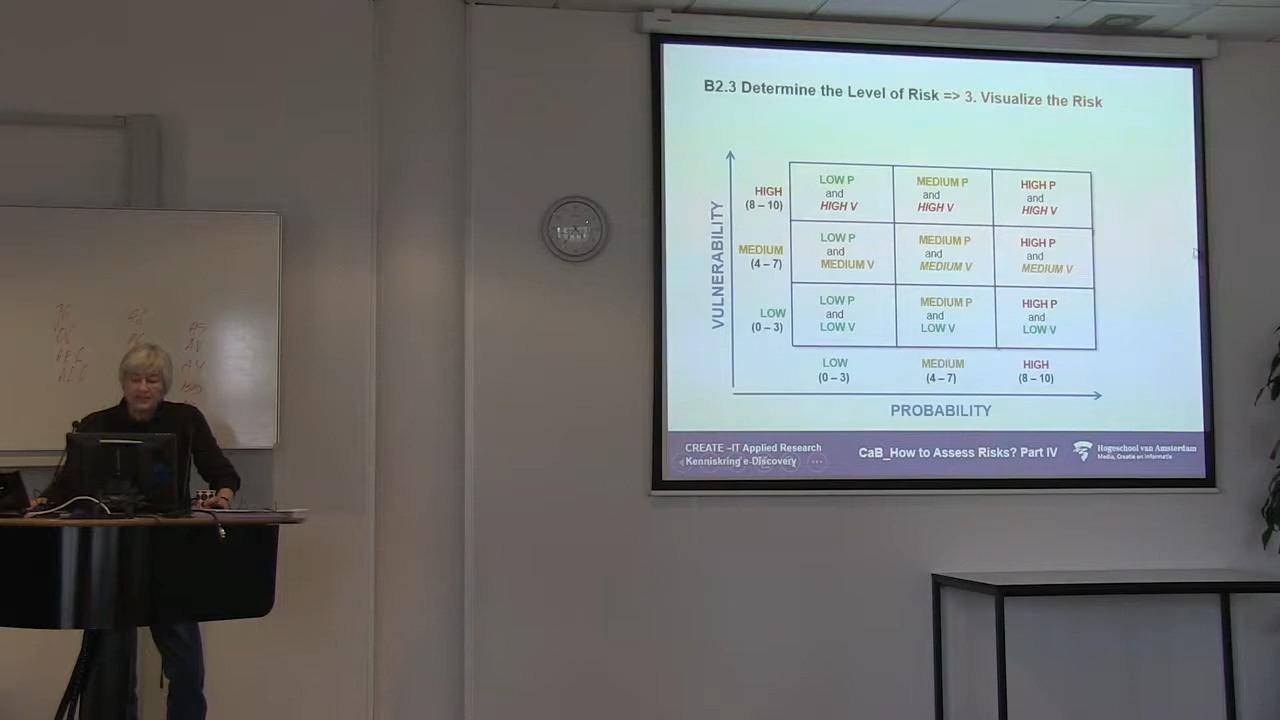 B2.3 Determine the Level of Risk => 3. Visualize the Risk
VULNERABILITY
HIGH
(8 – 10)
LOW P
and
HIGH V
MEDIUM P
and
HIGH V
HIGH P
and
HIGH V
MEDIUM
(4 – 7)
LOW P
and
MEDIUM V
MEDIUM P
and
MEDIUM V
HIGH P
and
MEDIUM V
LOW
(0 – 3)
LOW P
and
LOW V
MEDIUM P
and
LOW V
HIGH P
and
LOW V
LOW
(0 – 3)
MEDIUM
(4 – 7)
HIGH
(8 – 10)
PROBABILITY
CREATE –IT Applied Research
Kenniskring e-Discovery
CaB_How to Assess Risks? Part IV
Hogeschool van Amsterdam
Media, Creatie en Informatie